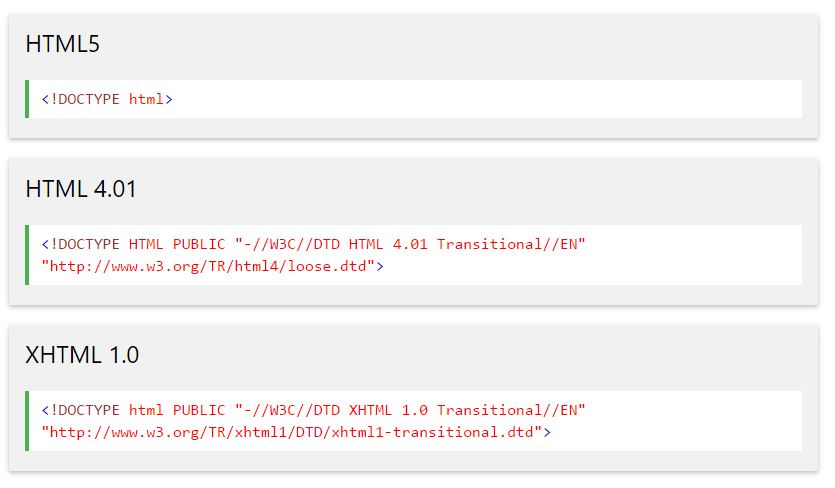 HTML5
<!DOCTYPE html>
HTML 4.01
<!DOCTYPE HTML PUBLIC "-//W3C//DTD HTML 4.01 Transitional//EN"
"http://www.w3.org/TR/html4/loose.dtd">
XHTML 1.0
<!DOCTYPE html PUBLIC "-//W3C//DTD XHTML 1.0 Transitional//EN"
"http://www.w3.org/TR/xhtml1/DTD/xhtml1-transitional.dtd">